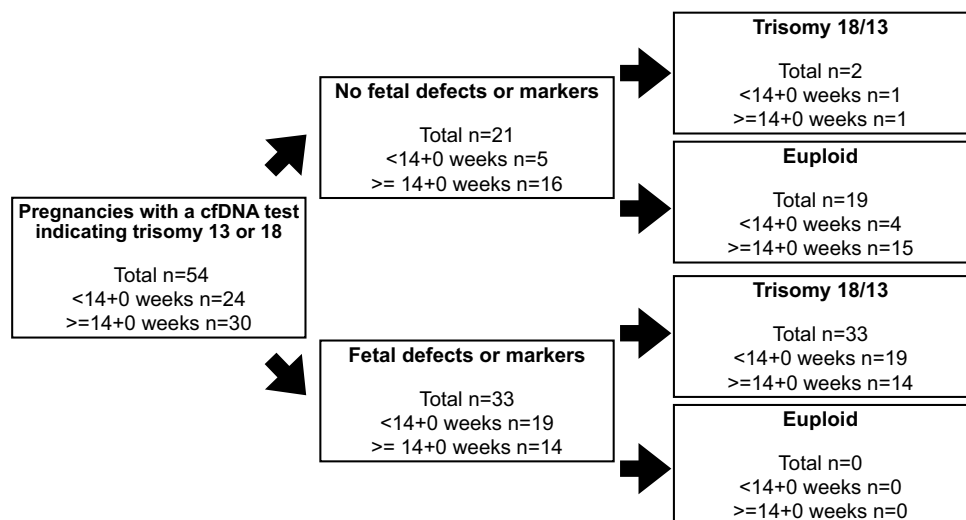 Pregnancies with a cfDNA test
indicating trisomy 13 or 18
Total n=54
<14+0 weeks n=24
>=14+0 weeks n=30
No fetal defects or markers
Total n=21
<14+0 weeks n=5
>= 14+0 weeks n=16
Trisomy 18/13
Total n=2
<14+0 weeks n=1
>=14+0 weeks n=1
Euploid
Total n=19
<14+0 weeks n=4
>=14+0 weeks n=15
Fetal defects or markers
Total n=33
<14+0 weeks n=19
>= 14+0 weeks n=14
Trisomy 18/13
Total n=33
<14+0 weeks n=19
>=14+0 weeks n=14
Euploid
Total n=0
<14+0 weeks n=0
>=14+0 weeks n=0